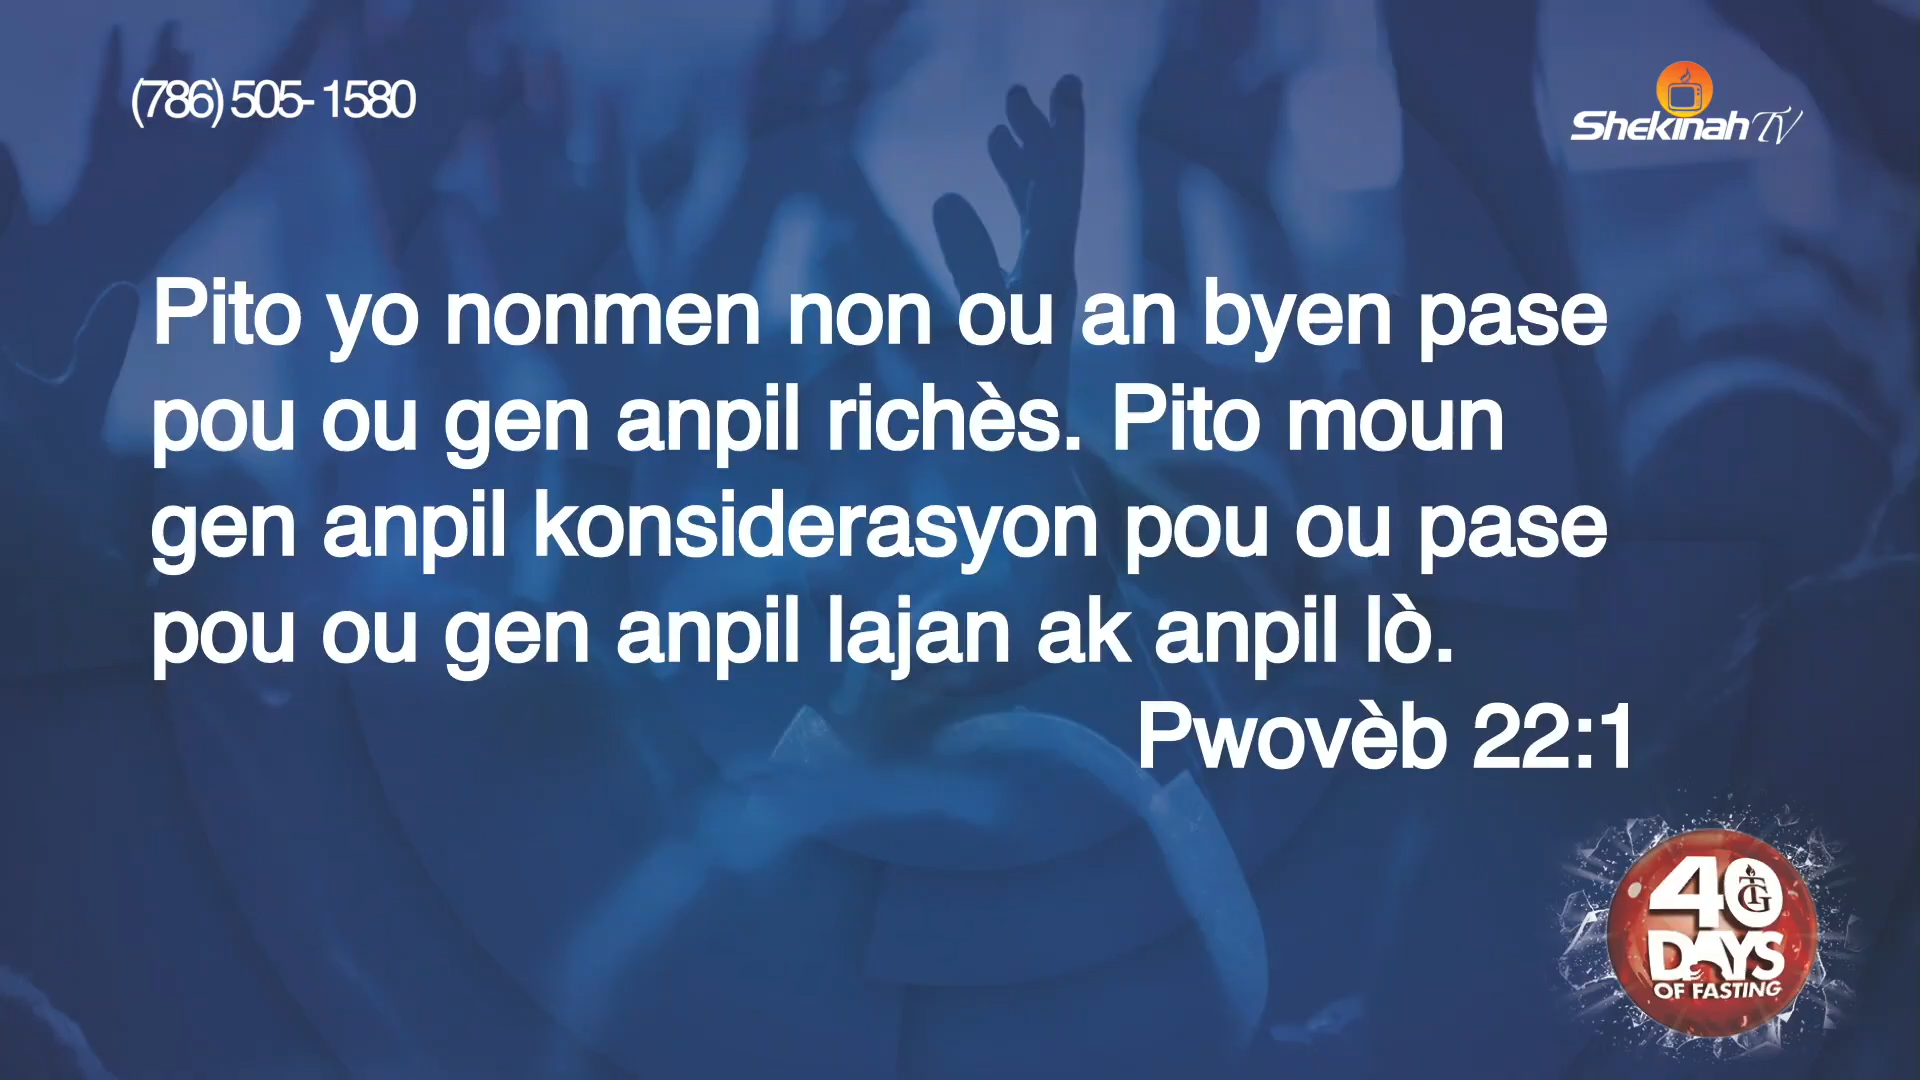 (786) 505- 1580
Shekinah TV
Pito yo nonmen non ou an byen pase
pou ou gen anpil richès. Pito moun
gen anpil konsiderasyon pou ou pase
pou ou gen anpil lajan ak anpil lò.
Pwovèb 22:1
40
TG
DAYS
OF FASTING